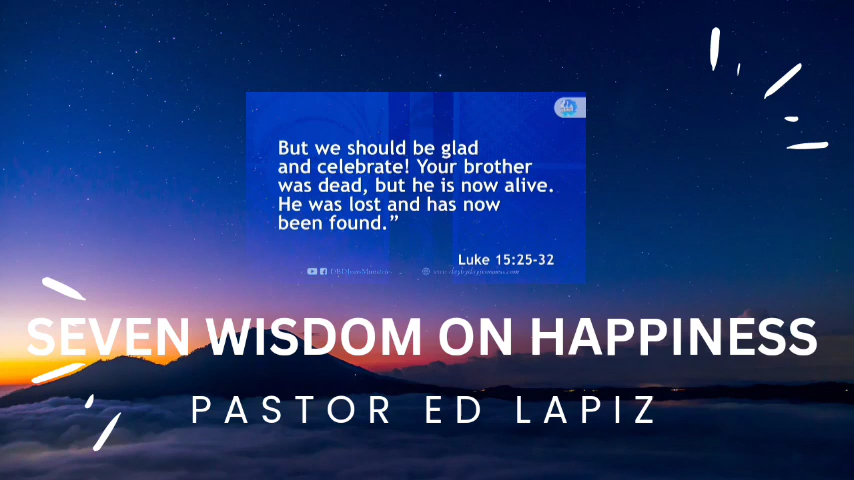 But we should be glad
and celebrate! Your brother
was dead, but he is now alive.
He was lost and has now
been found.”
Luke 15:25-32
SEVEN WISDOM ON HAPPINESS
PASTOR ED LAPIZ